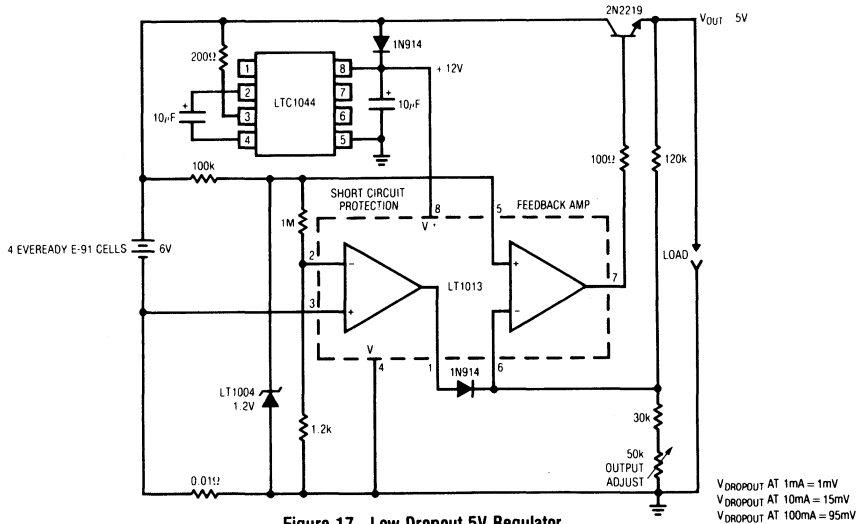 2N2219
VOUT 5V
1N914
200Ω
1
8
+ 12V
2
7
LTC1044
+
10µF
3
6
+
10µF
4
5
100k
SHORT CIRCUIT
PROTECTION
8
5
FEEDBACK AMP
100Ω
120k
1M
V+
4 EVEREADY E-91 CELLS
6V
2
−
+
7
LOAD
LT1013
3
+
−
V
4
1
1N914
6
LT1004
1.2V
1.2k
30k
50k
OUTPUT
ADJUST
0.01Ω
VDROPOUT AT 1mA = 1mV
VDROPOUT AT 10mA = 15mV
VDROPOUT AT 100mA = 95mV
Figure 17. Low Dropout 5V Regulator